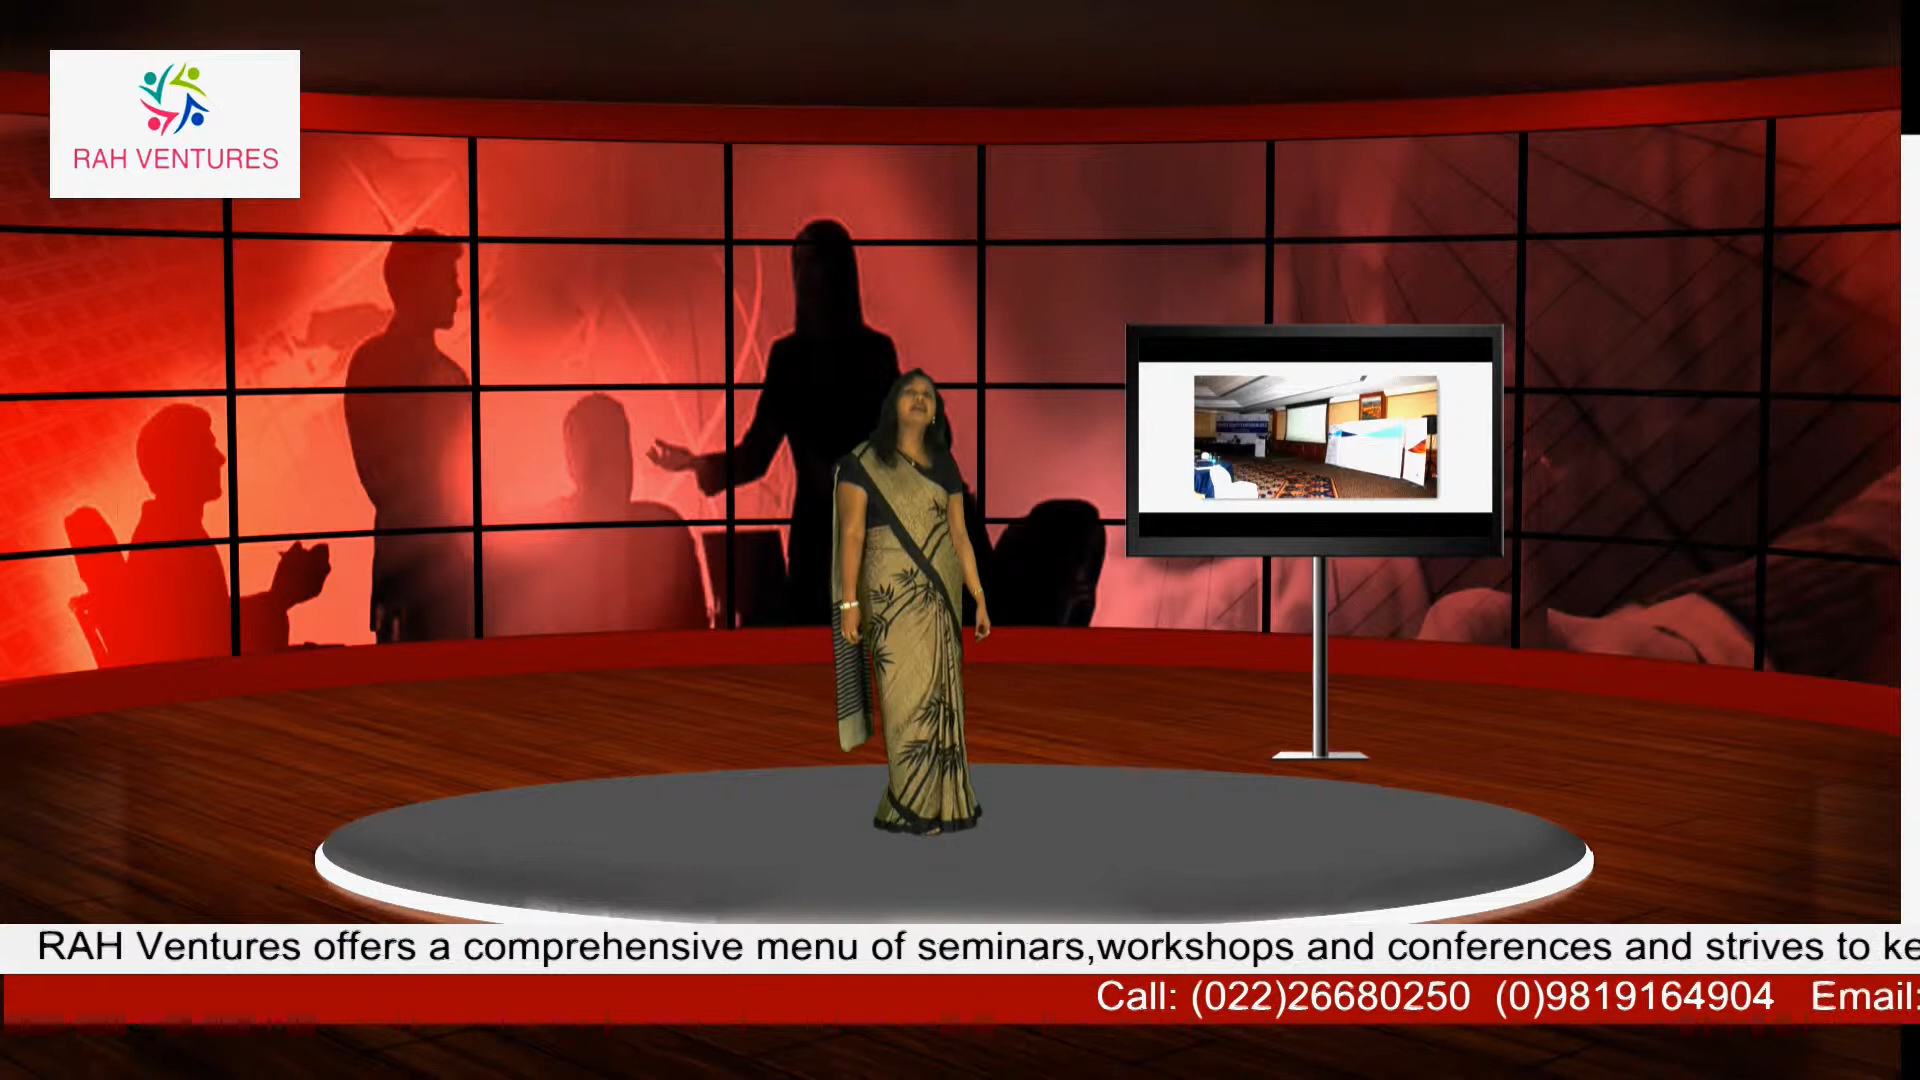 RAH VENTURES
RAH Ventures offers a comprehensive menu of seminars,workshops and conferences and strives to ke
Call: (022)26680250 (0)9819164904 Email: